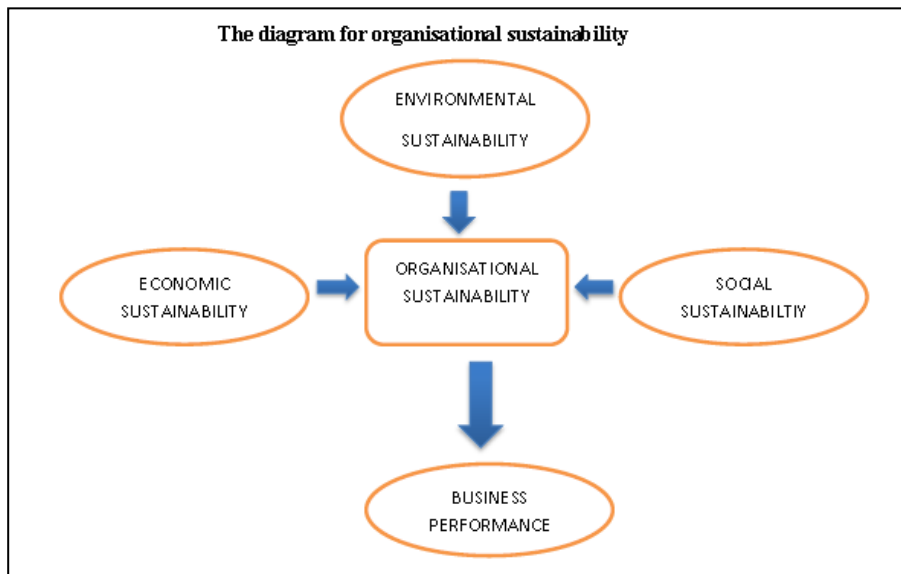 The diagram for organisational sustainability
ENVIRONMENTAL
SUSTAINABILITY
ECONOMIC
SUSTAINABILITY
ORGANISATIONAL
SUSTAINABILITY
SOCIAL
SUSTAINABILTIY
BUSINESS
PERFORMANCE